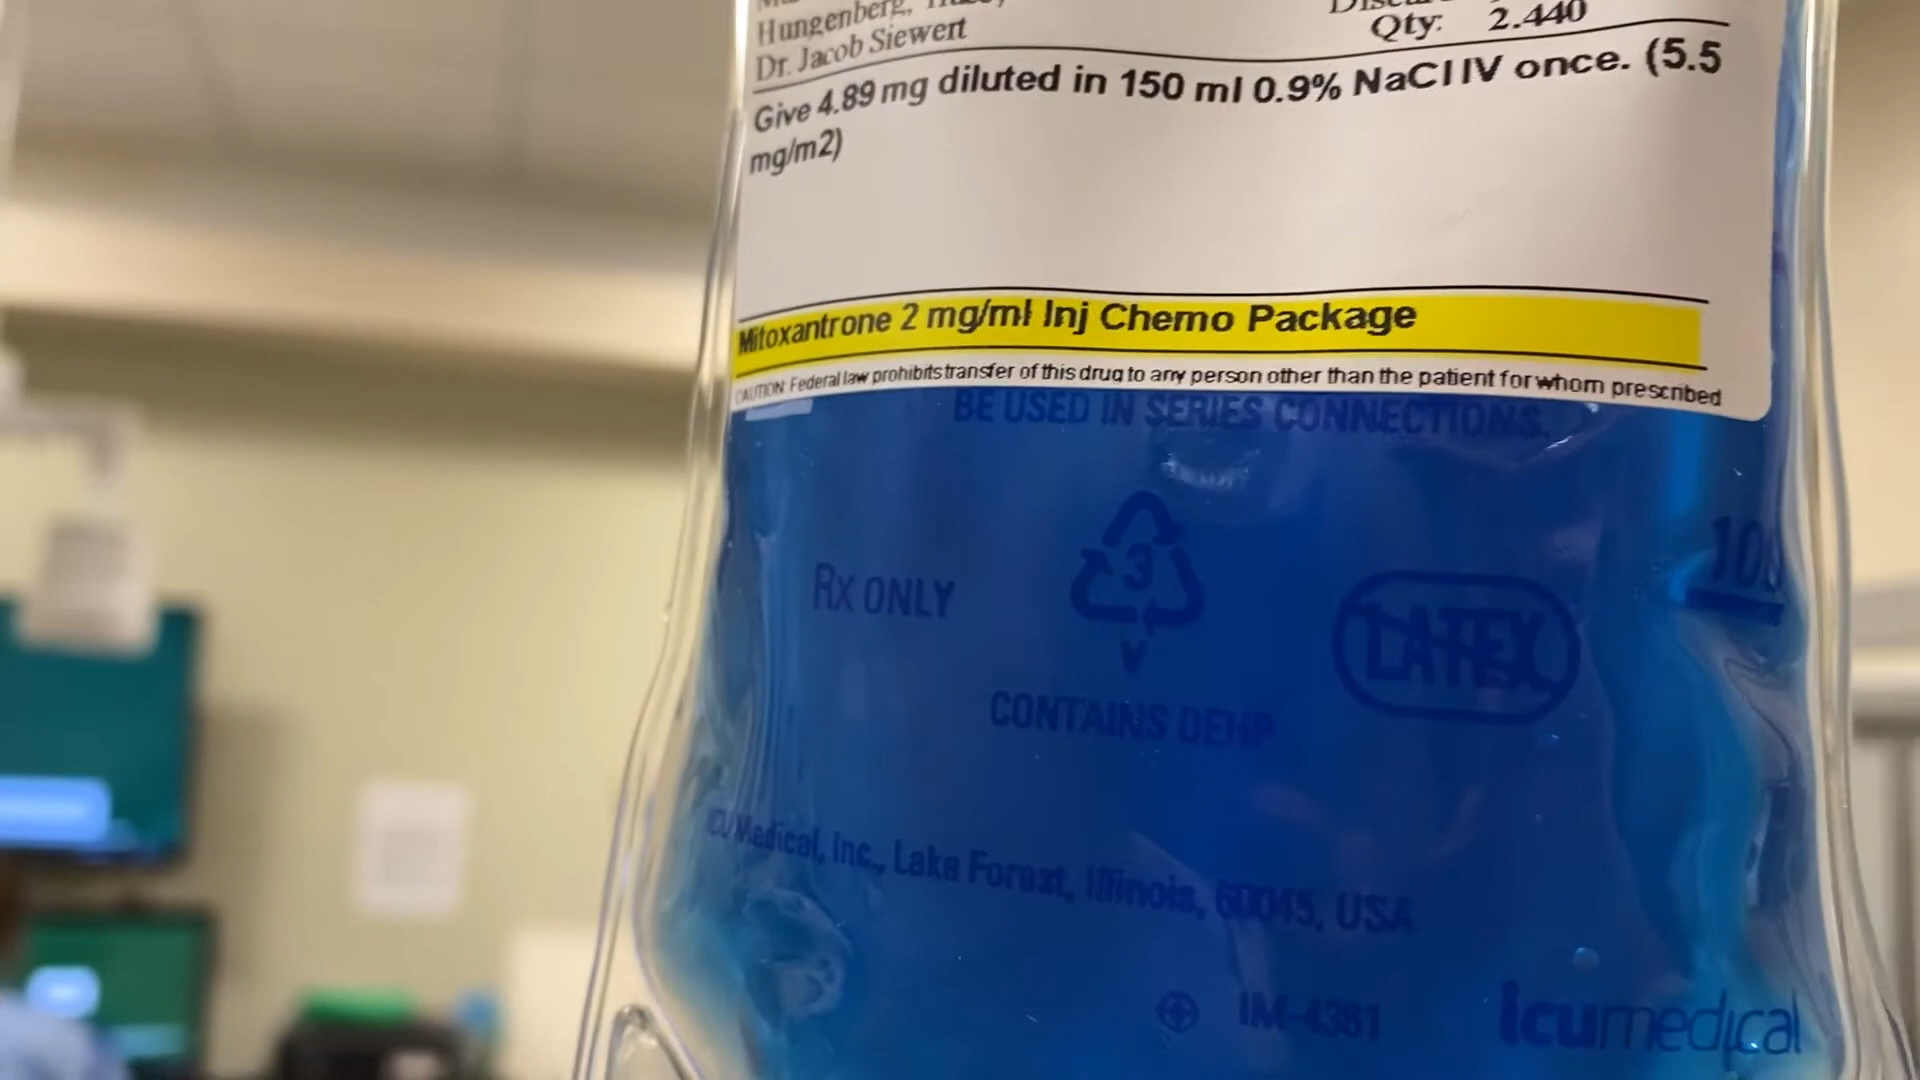 Hungenberg,
Qty: 2.440
Dr. Jacob Siewert
Give 4.89 mg diluted in 150 ml 0.9% NaCl IV once. (5.5
mg/m2)
Mitoxantrone 2 mg/ml Inj Chemo Package
CAUTION: Federal law prohibits transfer of this drug to any person other than the patient for whom prescribed
BE USED IN SERIES CONNECTIONS.
100
3
RX ONLY
LATEX
V
CONTAINS DEHP
ICU Medical, Inc., Lake Forest, Illinois, 60045, USA
IM-4381
icumedical